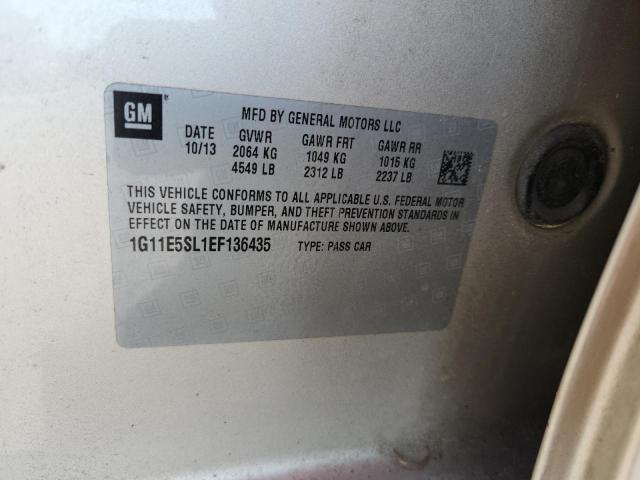 GM
MFD BY GENERAL MOTORS LLC
DATE GVWR GAWR FRT GAWR RR
10/13 2064 KG 1049 KG 1015 KG
4549 LB 2312 LB 2237 LB
THIS VEHICLE CONFORMS TO ALL APPLICABLE U.S. FEDERAL MOTOR
VEHICLE SAFETY, BUMPER, AND THEFT PREVENTION STANDARDS IN
EFFECT ON THE DATE OF MANUFACTURE SHOWN ABOVE.
1G11E5SL1EF136435 TYPE: PASS CAR